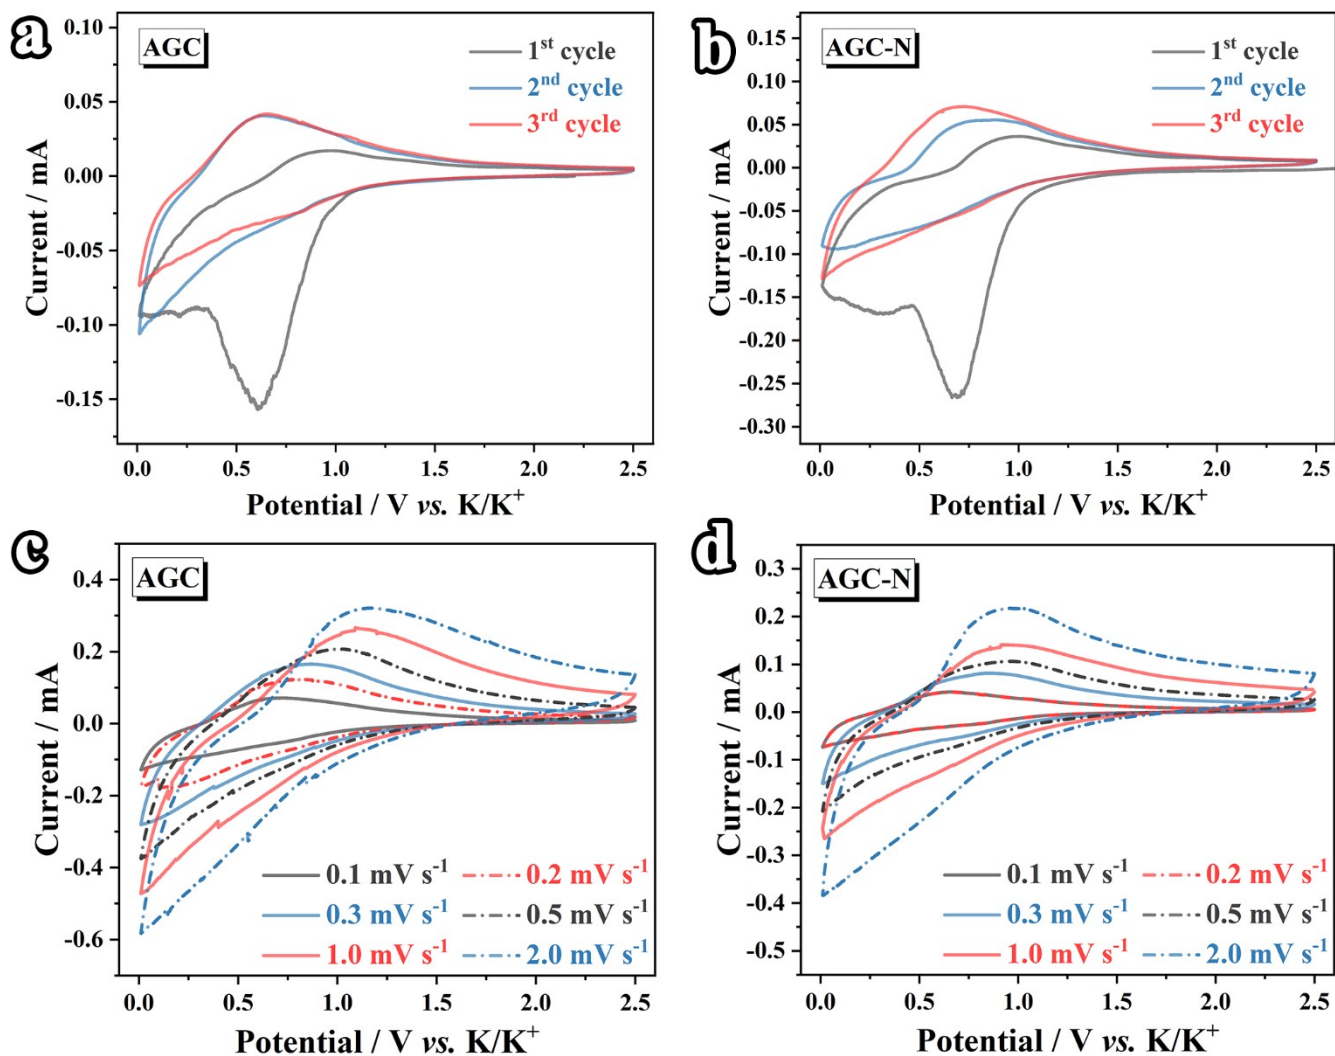 a
AGC
1st cycle
2nd cycle
3rd cycle
0.10
0.05
0.00
-0.05
-0.10
-0.15
Current / mA
0.0 0.5 1.0 1.5 2.0 2.5
Potential / V vs. K/K+
b
AGC-N
1st cycle
2nd cycle
3rd cycle
0.15
0.10
0.05
0.00
-0.05
-0.10
-0.15
-0.20
-0.25
-0.30
Current / mA
0.0 0.5 1.0 1.5 2.0 2.5
Potential / V vs. K/K+
c
AGC
0.4
0.2
0.0
-0.2
-0.4
-0.6
Current / mA
0.1 mV s-1 0.2 mV s-1
0.3 mV s-1 0.5 mV s-1
1.0 mV s-1 2.0 mV s-1
0.0 0.5 1.0 1.5 2.0 2.5
Potential / V vs. K/K+
d
AGC-N
0.3
0.2
0.1
0.0
-0.1
-0.2
-0.3
-0.4
-0.5
Current / mA
0.1 mV s-1 0.2 mV s-1
0.3 mV s-1 0.5 mV s-1
1.0 mV s-1 2.0 mV s-1
0.0 0.5 1.0 1.5 2.0 2.5
Potential / V vs. K/K+